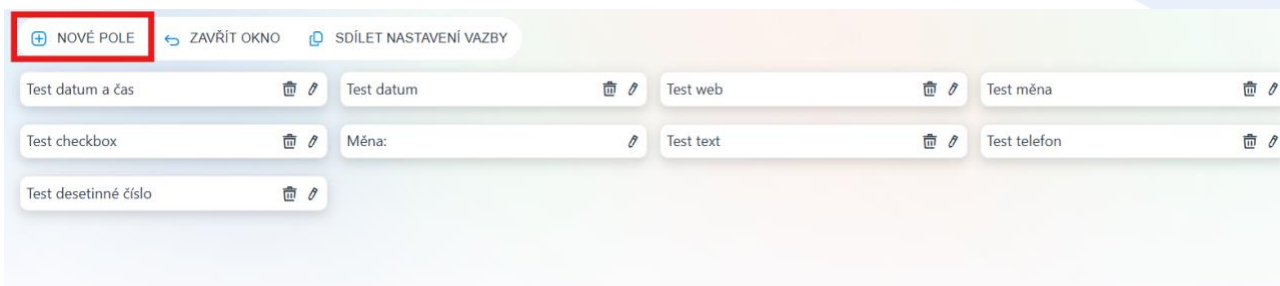 NOVÉ POLE ZAVŘÍT OKNO SDÍLET NASTAVENÍ VAZBY
Test datum a čas Test datum Test web Test měna
Test checkbox Měna: Test text Test telefon
Test desetinné číslo